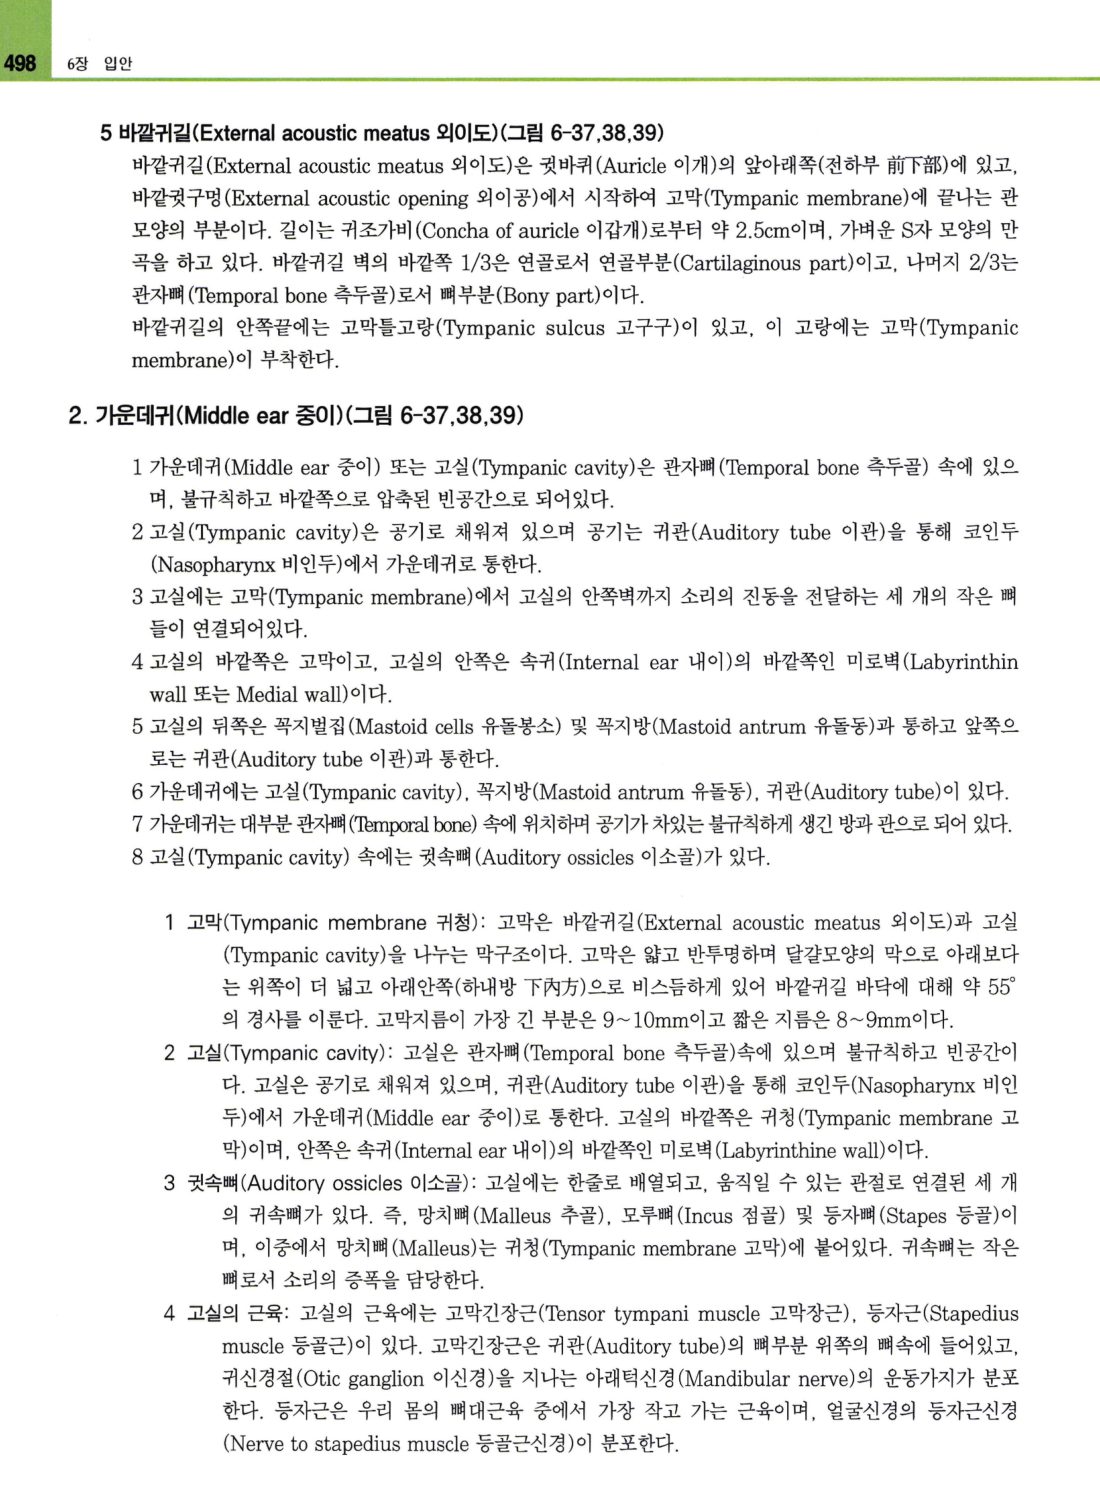 498
6장 입안
5 바깥귀길(External acoustic meatus 외이도)(그림 6-37,38,39)
바깥귀길(External acoustic meatus 외이도)은 귓바퀴(Auricle 이개)의 앞아래쪽(전하부 前下部)에 있고,
바깥귓구멍(External acoustic opening 외이공)에서 시작하여 고막(Tympanic membrane)에 끝나는 관
모양의 부분이다. 길이는 귀조가비(Concha of auricle 이갑개)로부터 약 2.5cm이며, 가벼운 S자 모양의 만
곡을 하고 있다. 바깥귀길 벽의 바깥쪽 1/3은 연골로서 연골부분(Cartilaginous part)이고, 나머지 2/3는
관자뼈(Temporal bone 측두골)로서 뼈부분(Bony part)이다.
바깥귀길의 안쪽끝에는 고막틀고랑(Tympanic sulcus 고구구)이 있고, 이 고랑에는 고막(Tympanic
membrane)이 부착한다.
2. 가운데귀(Middle ear 중이)(그림 6-37,38,39)
1 가운데귀(Middle ear 중이) 또는 고실(Tympanic cavity)은 관자뼈(Temporal bone 측두골) 속에 있으
며, 불규칙하고 바깥쪽으로 압축된 빈공간으로 되어있다.
2 고실(Tympanic cavity)은 공기로 채워져 있으며 공기는 귀관(Auditory tube 이관)을 통해 코인두
(Nasopharynx 비인두)에서 가운데귀로 통한다.
3 고실에는 고막(Tympanic membrane)에서 고실의 안쪽벽까지 소리의 진동을 전달하는 세 개의 작은 뼈
들이 연결되어있다.
4 고실의 바깥쪽은 고막이고, 고실의 안쪽은 속귀(Internal ear 내이)의 바깥쪽인 미로벽(Labyrinthin
wall 또는 Medial wall)이다.
5 고실의 뒤쪽은 꼭지벌집(Mastoid cells 유돌봉소) 및 꼭지방(Mastoid antrum 유돌동)과 통하고 앞쪽으
로는 귀관(Auditory tube 이관)과 통한다.
6 가운데귀에는 고실(Tympanic cavity), 꼭지방(Mastoid antrum 유돌동), 귀관(Auditory tube)이 있다.
7 가운데귀는 대부분 관자뼈(Temporal bone) 속에 위치하며 공기가 차있는 불규칙하게 생긴 방과 관으로 되어 있다.
8 고실(Tympanic cavity) 속에는 귓속뼈(Auditory ossicles 이소골)가 있다.
1 고막(Tympanic membrane 귀청): 고막은 바깥귀길(External acoustic meatus 외이도)과 고실
(Tympanic cavity)을 나누는 막구조이다. 고막은 얇고 반투명하며 달걀모양의 막으로 아래보다
는 위쪽이 더 넓고 아래안쪽(하내방 下內方)으로 비스듬하게 있어 바깥귀길 바닥에 대해 약 55°
의 경사를 이룬다. 고막지름이 가장 긴 부분은 9~10mm이고 짧은 지름은 8~9mm이다.
2 고실(Tympanic cavity): 고실은 관자뼈(Temporal bone 측두골)속에 있으며 불규칙하고 빈공간이
다. 고실은 공기로 채워져 있으며, 귀관(Auditory tube 이관)을 통해 코인두(Nasopharynx 비인
두)에서 가운데귀(Middle ear 중이)로 통한다. 고실의 바깥쪽은 귀청(Tympanic membrane 고
막)이며, 안쪽은 속귀(Internal ear 내이)의 바깥쪽인 미로벽(Labyrinthine wall)이다.
3 귓속뼈(Auditory ossicles 이소골): 고실에는 한줄로 배열되고, 움직일 수 있는 관절로 연결된 세 개
의 귀속뼈가 있다. 즉, 망치뼈(Malleus 추골), 모루뼈(Incus 점골) 및 등자뼈(Stapes 등골)이
며, 이중에서 망치뼈(Malleus)는 귀청(Tympanic membrane 고막)에 붙어있다. 귀속뼈는 작은
뼈로서 소리의 증폭을 담당한다.
4 고실의 근육: 고실의 근육에는 고막긴장근(Tensor tympani muscle 고막장근), 등자근(Stapedius
muscle 등골근)이 있다. 고막긴장근은 귀관(Auditory tube)의 뼈부분 위쪽의 뼈속에 들어있고,
귀신경절(Otic ganglion 이신경)을 지나는 아래턱신경(Mandibular nerve)의 운동가지가 분포
한다. 등자근은 우리 몸의 뼈대근육 중에서 가장 작고 가는 근육이며, 얼굴신경의 등자근신경
(Nerve to stapedius muscle 등골근신경)이 분포한다.